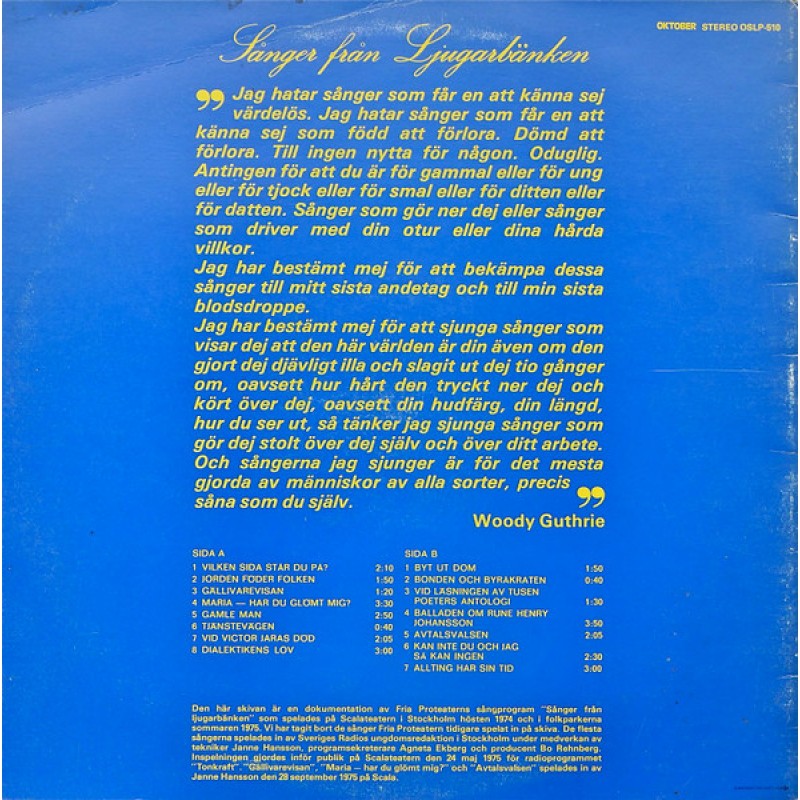 OKTOBER STEREO OSLP-510
Sånger från Ljugarbänken
” Jag hatar sånger som får en att känna sej
värdelös. Jag hatar sånger som får en att
känna sej som född att förlora. Dömd att
förlora. Till ingen nytta för någon. Oduglig.
Antingen för att du är för gammal eller för ung
eller för tjock eller för smal eller för ditten eller
för datten. Sånger som gör ner dej eller sånger
som driver med din otur eller dina hårda
villkor.
Jag har bestämt mej för att bekämpa dessa
sånger till mitt sista andetag och till min sista
blodsdroppe.
Jag har bestämt mej för att sjunga sånger som
visar dej att den här världen är din även om den
gjort dej djävligt illa och slagit ut dej tio gånger
om, oavsett hur hårt den tryckt ner dej och
kört över dej, oavsett din hudfärg, din längd,
hur du ser ut, så tänker jag sjunga sånger som
gör dej stolt över dej själv och över ditt arbete.
Och sångerna jag sjunger är för det mesta
gjorda av människor av alla sorter, precis
såna som du själv. ”
Woody Guthrie
SIDA A
1 VILKEN SIDA STÅR DU PÅ? 2:10
2 JORDEN FÖDER FOLKEN 1:50
3 GÄLLIVAREVISAN 1:20
4 MARIA — HAR DU GLÖMT MIG? 3:30
5 GAMLE MAN 2:50
6 TJÄNSTEVÄGEN 0:40
7 VID VICTOR JARAS DÖD 2:05
8 DIALEKTIKENS LOV 3:00
SIDA B
1 BYT UT DOM 1:50
2 BONDEN OCH BYRÅKRATEN 0:40
3 VID LÄSNINGEN AV TUSEN
POETERS ANTOLOGI 1:30
4 BALLADEN OM RUNE HENRY
JOHANSSON 3:50
5 AVTALSVALSEN 2:05
6 KAN INTE DU OCH JAG
SÅ KAN INGEN 2:30
7 ALLTING HAR SIN TID 3:00
Den här skivan är en dokumentation av Fria Proteaterns sångprogram "Sånger från
ljugarbänken" som spelades på Scalateatern i Stockholm hösten 1974 och i folkparkerna
sommaren 1975. Vi har tagit bort de sånger Fria Proteatern tidigare spelat in på skiva. De flesta
sångerna spelades in av Sveriges Radios ungdomsredaktion i Stockholm under medverkan av
tekniker Janne Hansson, programsekreterare Agneta Ekberg och producent Bo Rehnberg.
Inspelningen gjordes inför publik på Scalateatern den 24 maj 1975 för radioprogrammet
"Tonkraft". "Gällivarevisan", "Maria — har du glömt mig?" och "Avtalsvalsen" spelades in av
Janne Hansson den 28 september 1975 på Scala.